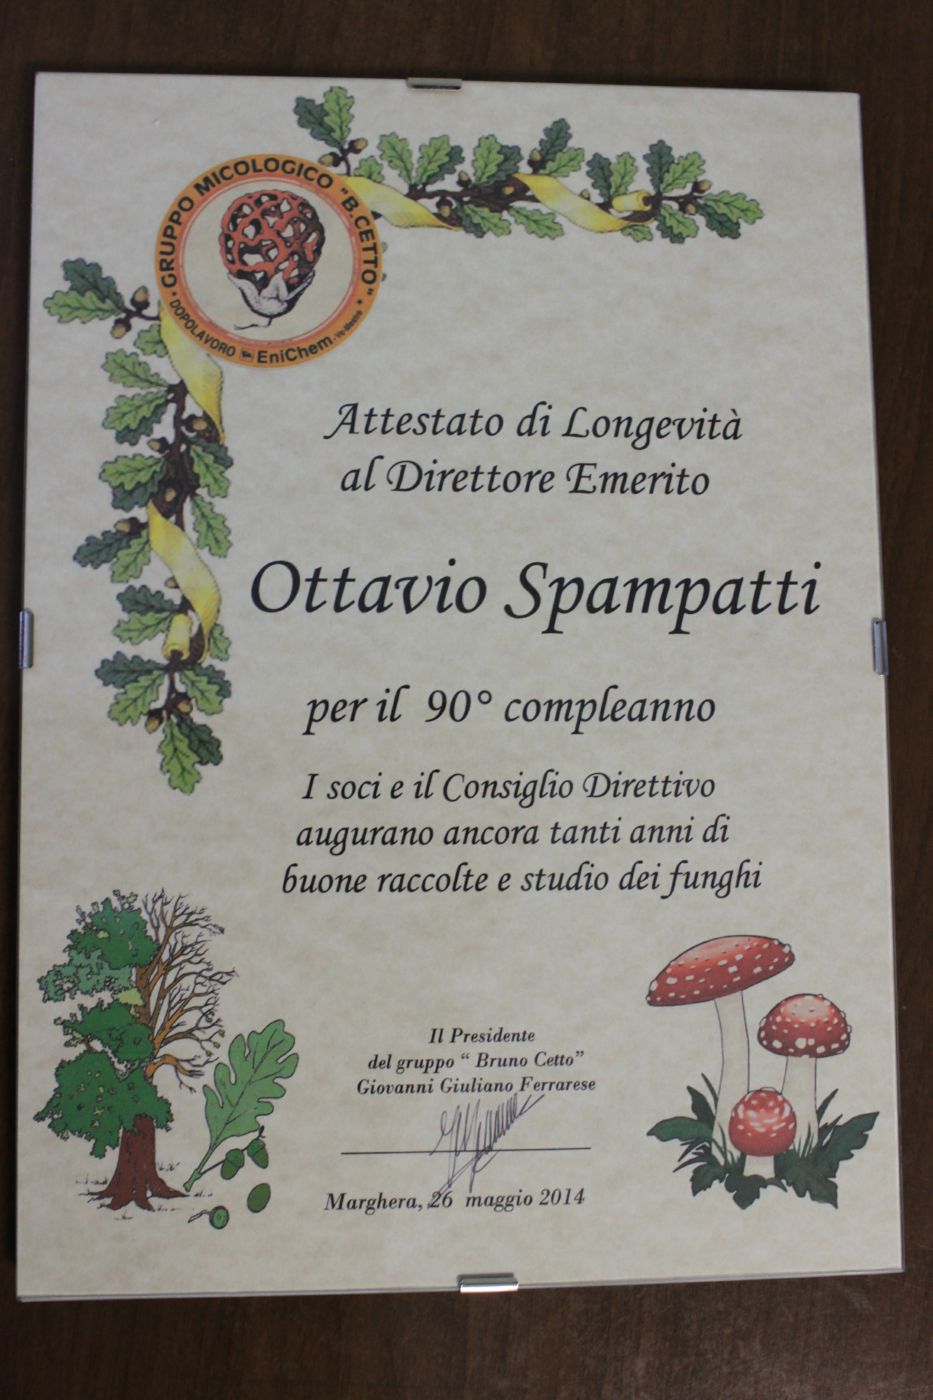 GRUPPO MICOLOGICO "B.CETTO"
DOPOLAVORO EniChem - Ve-Mestre
Attestato di Longevità
al Direttore Emerito
Ottavio Spampatti
per il 90° compleanno
I soci e il Consiglio Direttivo
augurano ancora tanti anni di
buone raccolte e studio dei funghi
Il Presidente
del gruppo “ Bruno Cetto”
Giovanni Giuliano Ferrarese
Marghera, 26 maggio 2014